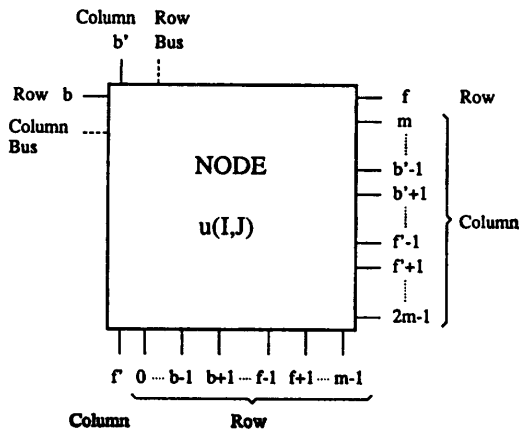 Column Row
b' Bus
Row b
f Row
Column
Bus
m
NODE
b'-1
b'+1
Column
u(I,J)
f'-1
f'+1
2m-1
f' 0 ···· b-1 b+1 ···· f-1 f+1 ···· m-1
Column Row